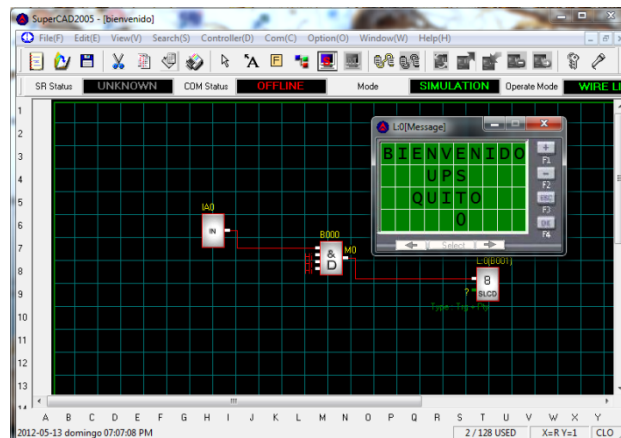 SuperCAD2005 - [bienvenido]
File(F) Edit(E) View(V) Search(S) Controller(D) Com(C) Option(O) Window(W) Help(H)
SR Status UNKNOWN COM Status OFFLINE Mode SIMULATION Operate Mode WIRE LI
L:0[Message]
BIENVENIDO
UPS
QUITO
0
+
F1
-
F2
ESC
F3
F4
Select
IA0
IN
B000
&
D
M0
L:0[B001]
B
SLCD
?
1
2
3
4
5
6
7
8
9
10
11
12
13
14
A B C D E F G H I J K L M N O P Q R S T U V W X Y
2012-05-13 domingo 07:07:08 PM 2 / 128 USED X=R Y=1 CLO